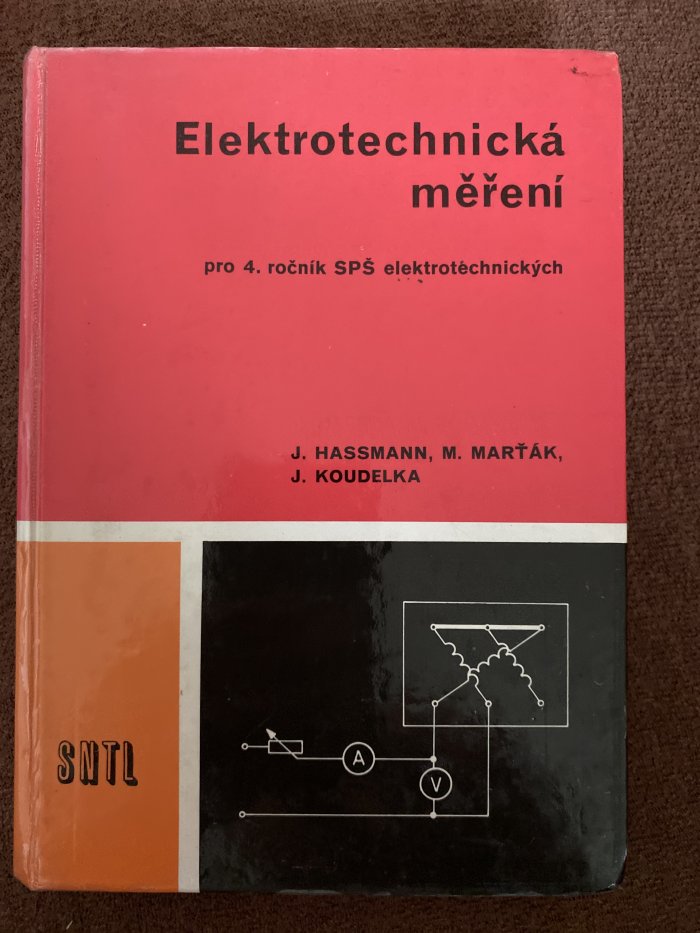 Elektrotechnická
měření
pro 4. ročník SPŠ elektrotechnických
J. HASSMANN, M. MARŤÁK,
J. KOUDELKA
A
V
SNTL